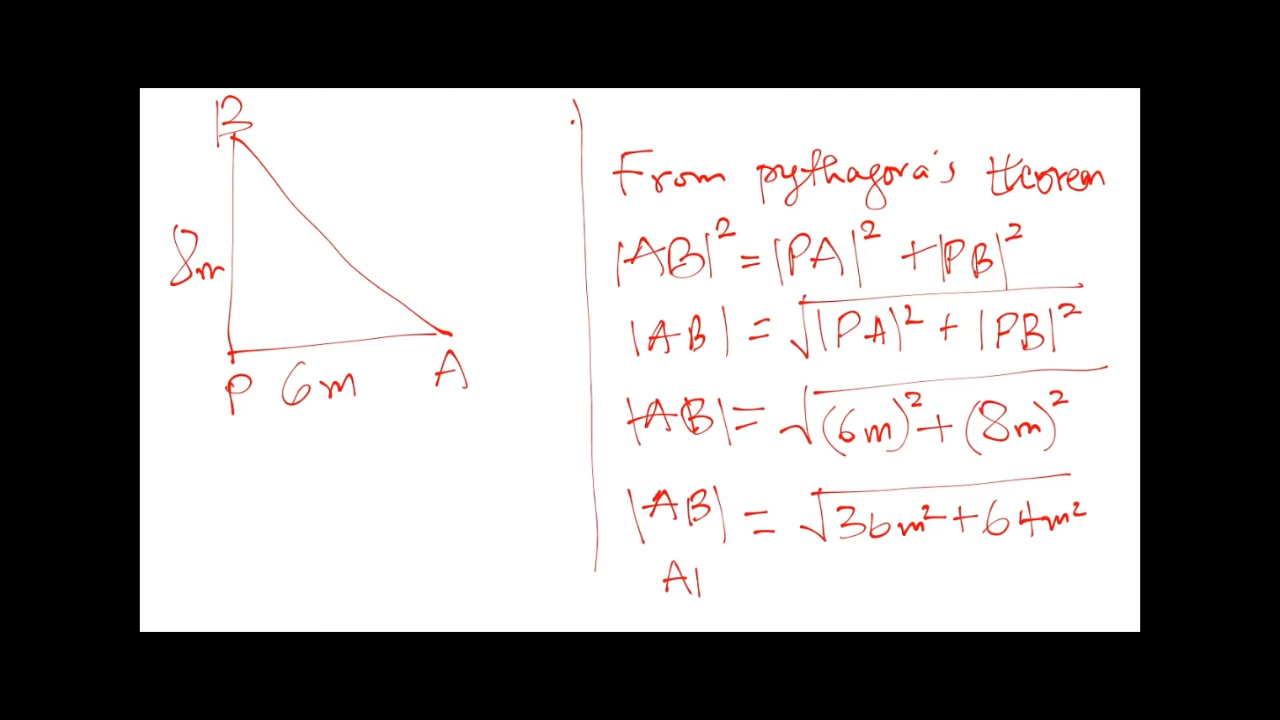 B
8m
P 6m A
From pythagora's theorem
|AB|² = |PA|² + |PB|²
|AB| = √|PA|² + |PB|²
|AB| = √(6m)² + (8m)²
|AB| = √36m² + 64m²
A|